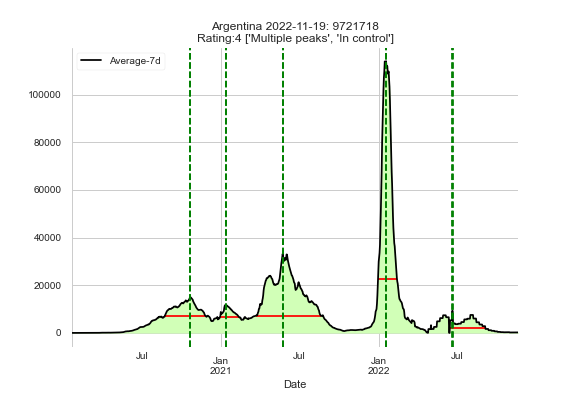 Argentina 2022-11-19: 9721718
Rating:4 ['Multiple peaks', 'In control']
Average-7d
100000
80000
60000
40000
20000
0
Jul
Jan
2021
Jul
Jan
2022
Jul
Date